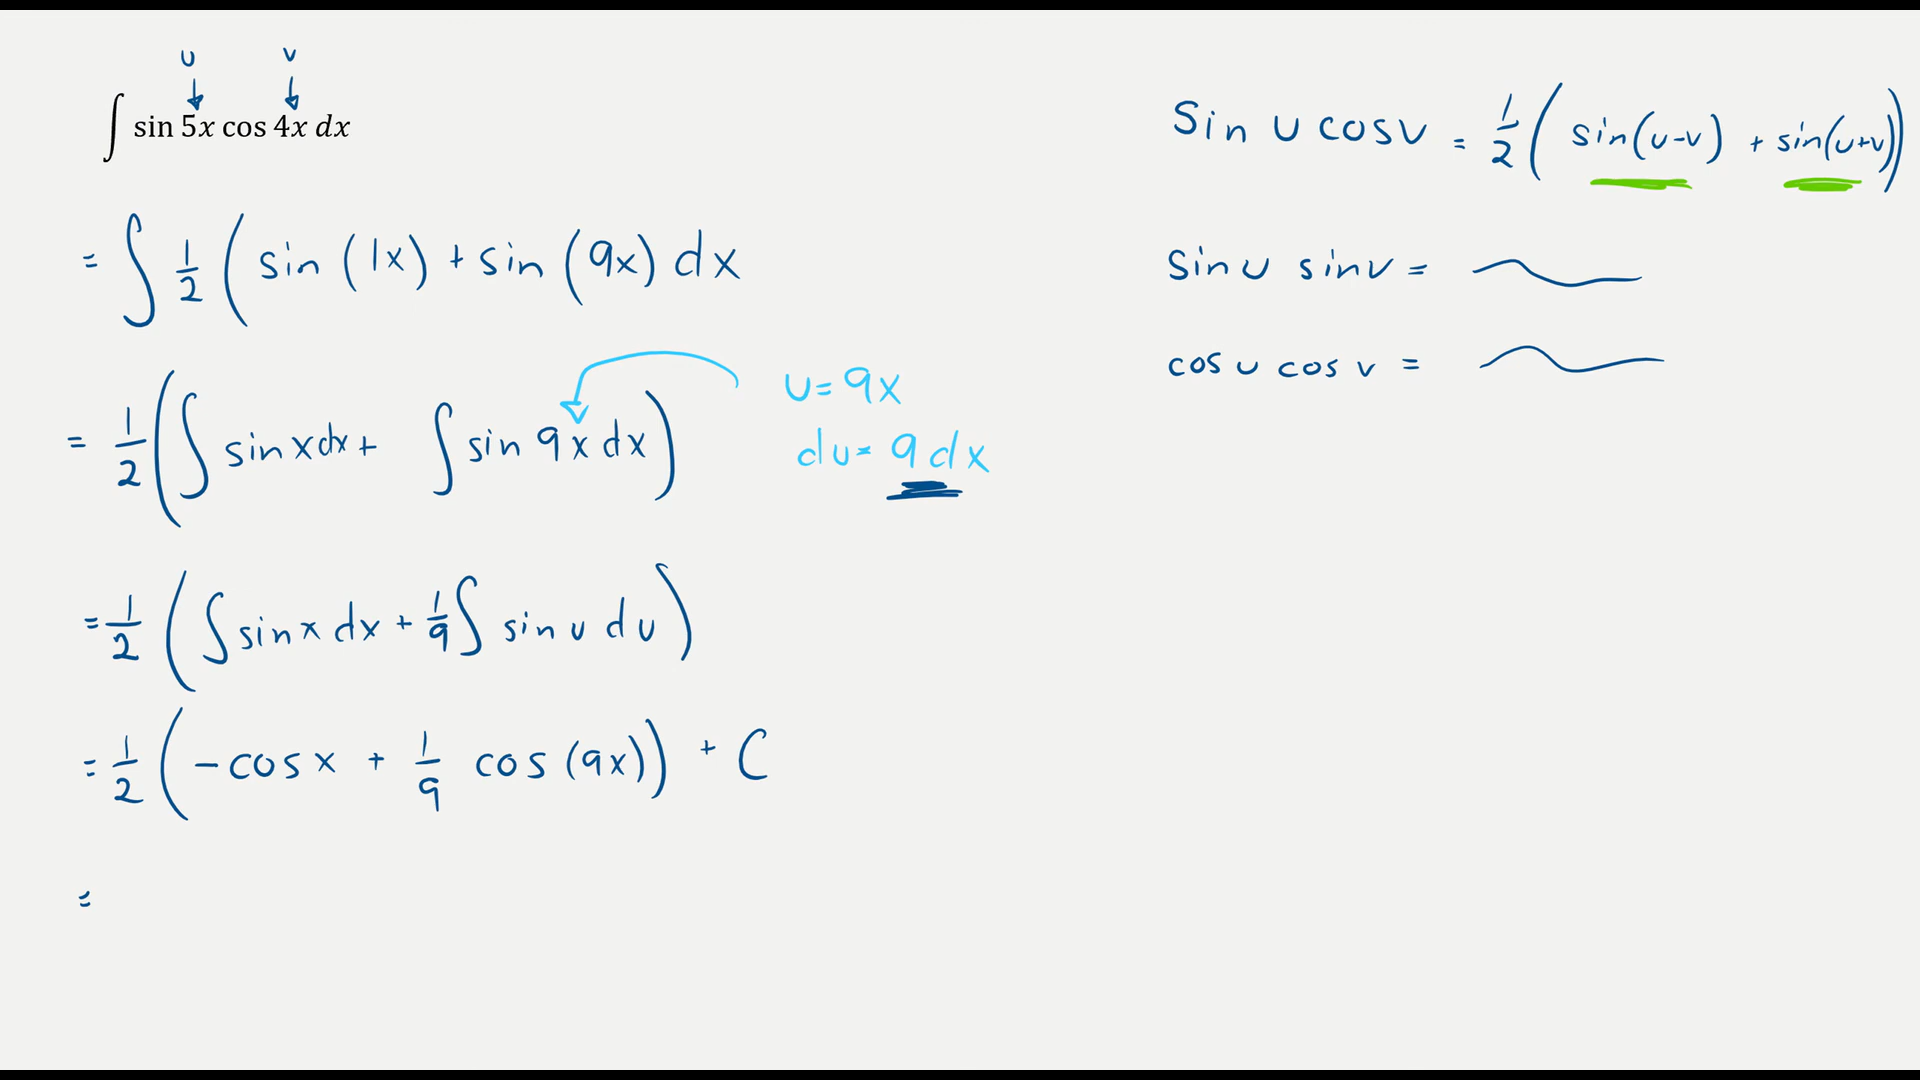 u v
∫ sin 5x cos 4x dx
= ∫ 1/2 ( sin (1x) + sin (9x) dx
= 1/2 ( ∫ sin x dx + ∫ sin 9x dx )
u = 9x
du = 9 dx
= 1/2 ( ∫ sin x dx + 1/9 ∫ sin u du )
= 1/2 ( - cos x + 1/9 cos (9x) ) + C
=
Sin u cos v = 1/2 ( sin(u-v) + sin(u+v) )
Sin u sin v =
cos u cos v =